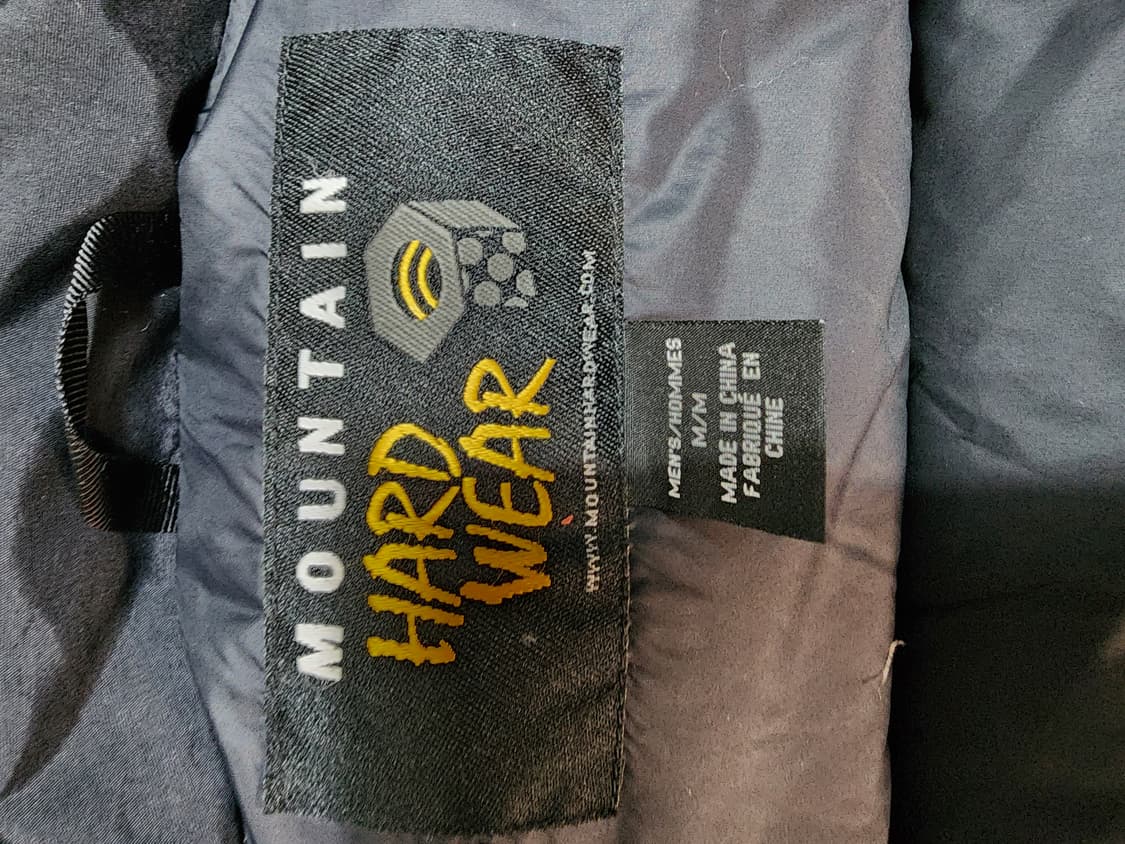 MOUNTAIN
HARD
WEAR
WWW.MOUNTAINHARDWEAR.COM
MEN'S/HOMMES
M/M
MADE IN CHINA
FABRIQUÉ EN
CHINE